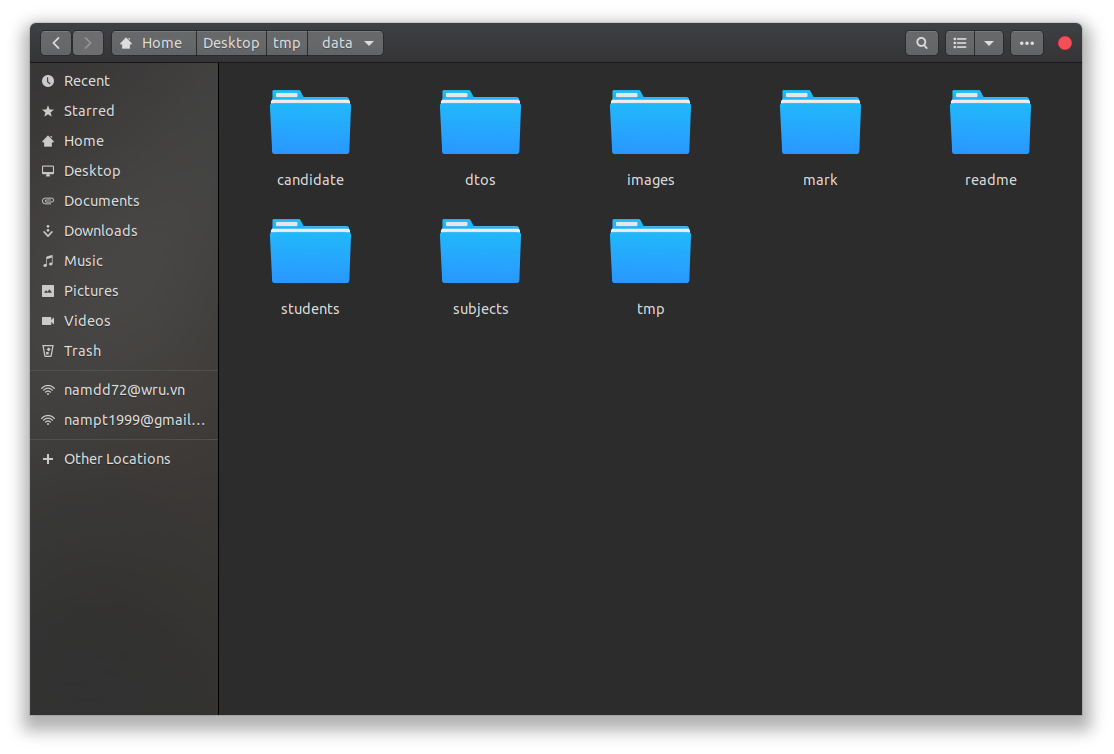 Home Desktop tmp data
Recent
Starred
Home
Desktop
Documents
Downloads
Music
Pictures
Videos
Trash
namdd72@wru.vn
nampt1999@gmail...
Other Locations
candidate dtos images mark readme
students subjects tmp